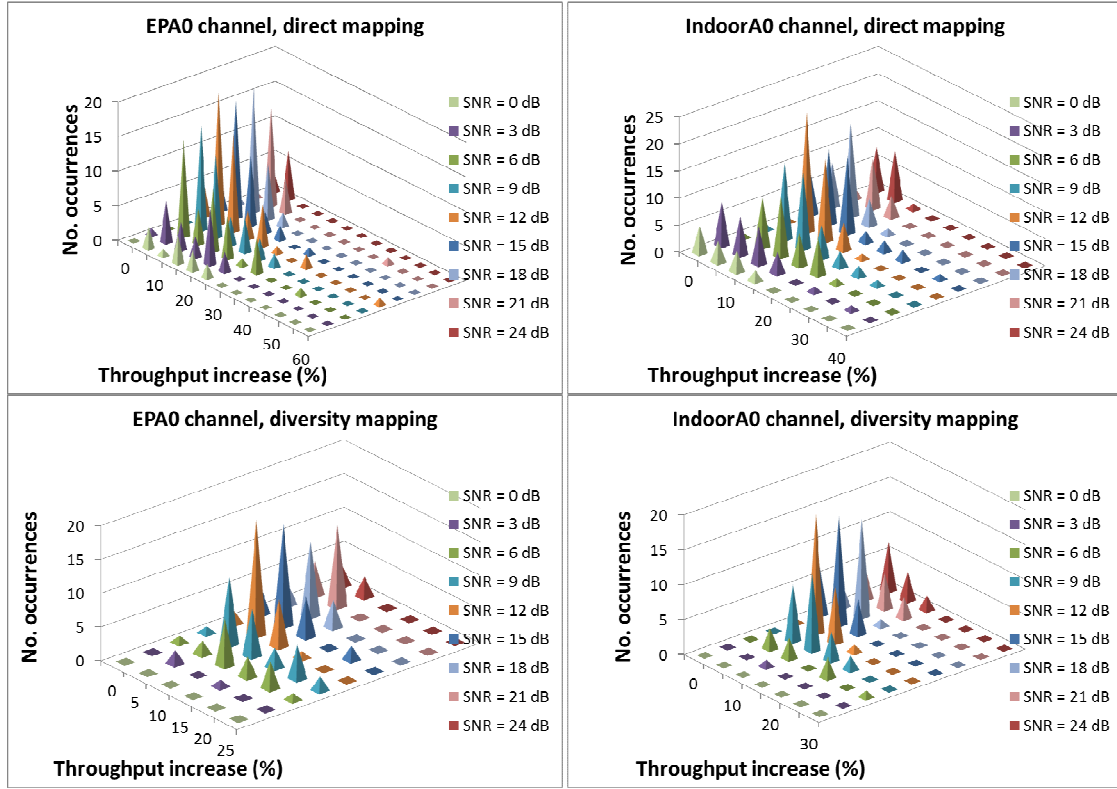 EPA0 channel, direct mapping
No. occurrences
20
15
10
5
0
0
10
20
30
40
50
60
Throughput increase (%)
SNR = 0 dB
SNR = 3 dB
SNR = 6 dB
SNR = 9 dB
SNR = 12 dB
SNR = 15 dB
SNR = 18 dB
SNR = 21 dB
SNR = 24 dB
IndoorA0 channel, direct mapping
No. occurrences
25
20
15
10
5
0
0
10
20
30
40
Throughput increase (%)
SNR = 0 dB
SNR = 3 dB
SNR = 6 dB
SNR = 9 dB
SNR = 12 dB
SNR = 15 dB
SNR = 18 dB
SNR = 21 dB
SNR = 24 dB
EPA0 channel, diversity mapping
No. occurrences
20
15
10
5
0
0
5
10
15
20
25
Throughput increase (%)
SNR = 0 dB
SNR = 3 dB
SNR = 6 dB
SNR = 9 dB
SNR = 12 dB
SNR = 15 dB
SNR = 18 dB
SNR = 21 dB
SNR = 24 dB
IndoorA0 channel, diversity mapping
No. occurrences
20
15
10
5
0
0
10
20
30
Throughput increase (%)
SNR = 0 dB
SNR = 3 dB
SNR = 6 dB
SNR = 9 dB
SNR = 12 dB
SNR = 15 dB
SNR = 18 dB
SNR = 21 dB
SNR = 24 dB